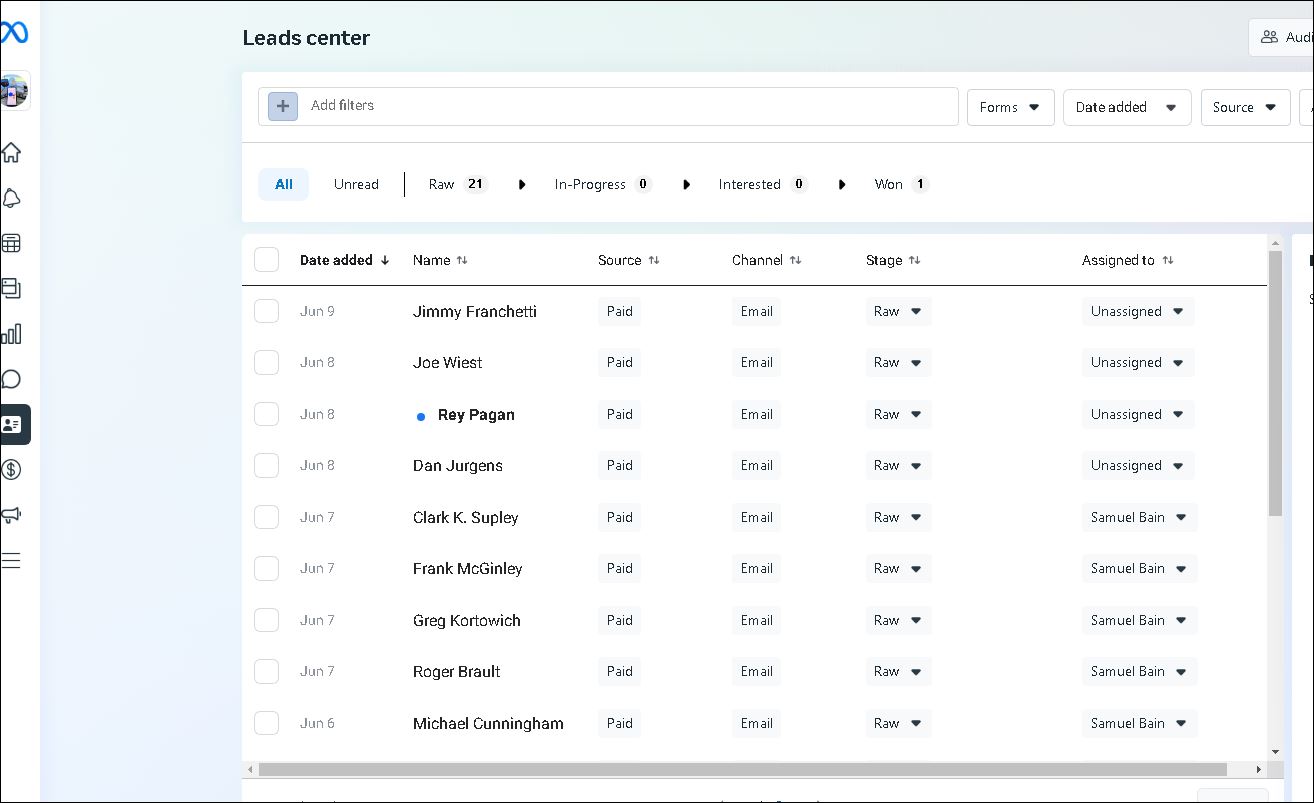 Leads center
Add filters
Forms
Date added
Source
All Unread Raw 21 In-Progress 0 Interested 0 Won 1
Date added Name Source Channel Stage Assigned to
Jun 9 Jimmy Franchetti Paid Email Raw Unassigned
Jun 8 Joe Wiest Paid Email Raw Unassigned
Jun 8 Rey Pagan Paid Email Raw Unassigned
Jun 8 Dan Jurgens Paid Email Raw Unassigned
Jun 7 Clark K. Supley Paid Email Raw Samuel Bain
Jun 7 Frank McGinley Paid Email Raw Samuel Bain
Jun 7 Greg Kortowich Paid Email Raw Samuel Bain
Jun 7 Roger Brault Paid Email Raw Samuel Bain
Jun 6 Michael Cunningham Paid Email Raw Samuel Bain